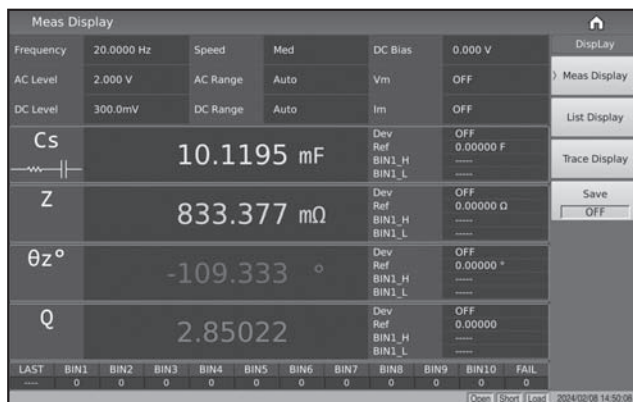 Meas Display
Frequency 20.0000 Hz Speed Med DC Bias 0.000 V
AC Level 2.000 V AC Range Auto Vm OFF
DC Level 300.0mV DC Range Auto Im OFF
DispLay
Meas Display
List Display
Trace Display
Save
OFF
Cs 10.1195 mF
Dev OFF
Ref 0.00000 F
BIN1_H -----
BIN1_L -----
Z 833.377 mΩ
Dev OFF
Ref 0.00000 Ω
BIN1_H -----
BIN1_L -----
θz° -109.333 °
Dev OFF
Ref 0.00000 °
BIN1_H -----
BIN1_L -----
Q 2.85022
Dev OFF
Ref 0.00000
BIN1_H -----
BIN1_L -----
LAST BIN1 BIN2 BIN3 BIN4 BIN5 BIN6 BIN7 BIN8 BIN9 BIN10 FAIL
---- 0 0 0 0 0 0 0 0 0 0 0
Open Short Load 2024/02/08 14:50:06